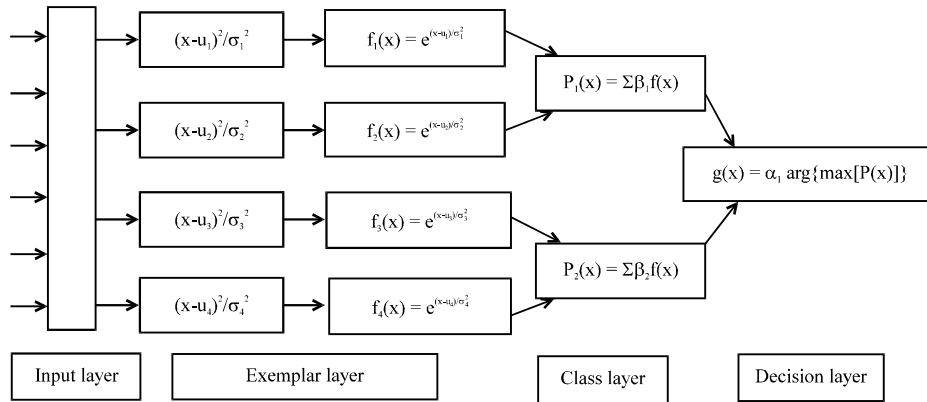 (x-u₁)²/σ₁²
f₁(x) = e^(x-u₁)/σ₁²
P₁(x) = Σβ₁f(x)
(x-u₂)²/σ₂²
f₂(x) = e^(x-u₂)/σ₂²
g(x) = α₁ arg{max[P(x)]}
(x-u₃)²/σ₃²
f₃(x) = e^(x-u₃)/σ₃²
P₂(x) = Σβ₂f(x)
(x-u₄)²/σ₄²
f₄(x) = e^(x-u₄)/σ₄²
Input layer
Exemplar layer
Class layer
Decision layer